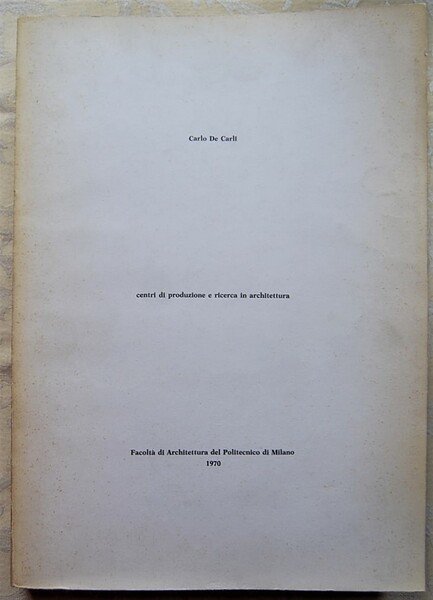 Carlo De Carli
centri di produzione e ricerca in architettura
Facoltà di Architettura del Politecnico di Milano
1970